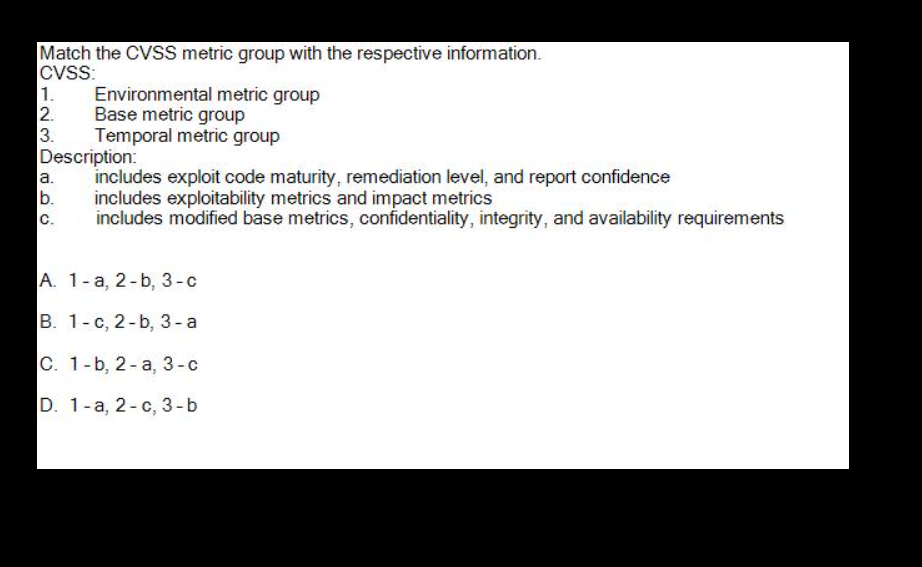 Match the CVSS metric group with the respective information.
CVSS:
1. Environmental metric group
2. Base metric group
3. Temporal metric group
Description:
a. includes exploit code maturity, remediation level, and report confidence
b. includes exploitability metrics and impact metrics
c. includes modified base metrics, confidentiality, integrity, and availability requirements
A. 1 - a, 2 - b, 3 - c
B. 1 - c, 2 - b, 3 - a
C. 1 - b, 2 - a, 3 - c
D. 1 - a, 2 - c, 3 - b